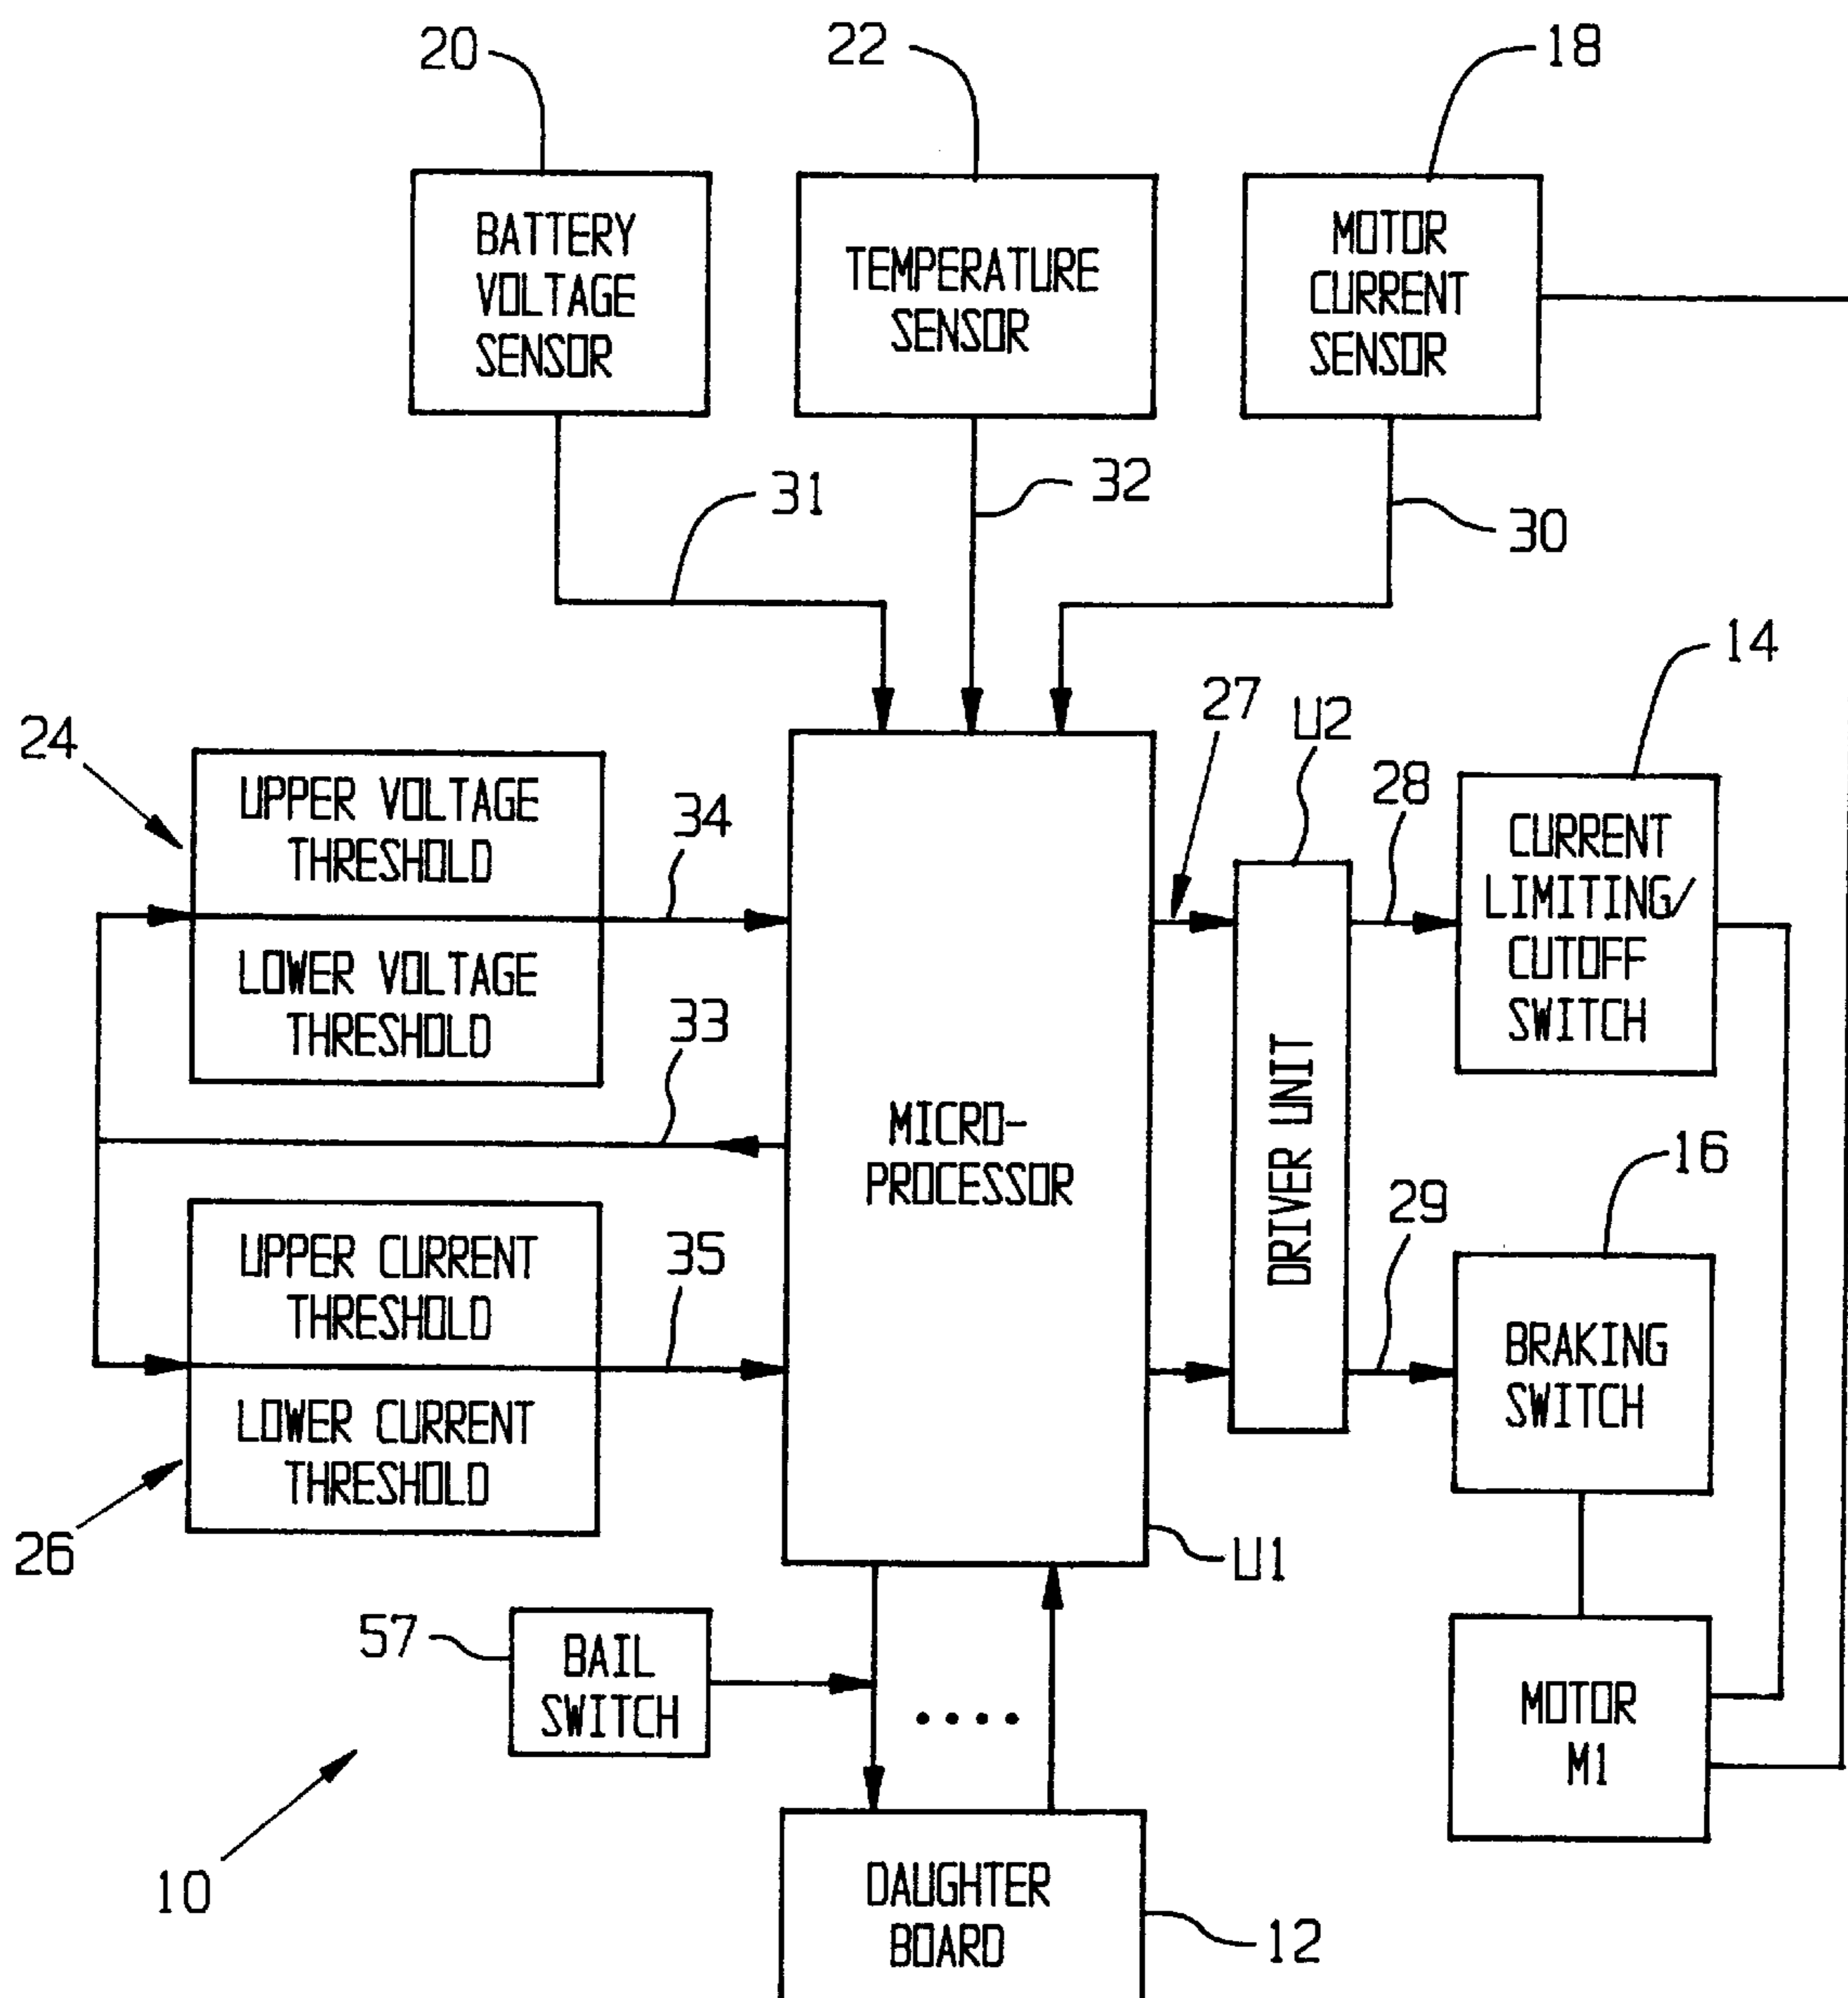 20
22
18
BATTERY
VOLTAGE
SENSOR
TEMPERATURE
SENSOR
MOTOR
CURRENT
SENSOR
31
32
30
14
24
27
U2
UPPER VOLTAGE
THRESHOLD
34
28
CURRENT
LIMITING/
CUTOFF
SWITCH
LOWER VOLTAGE
THRESHOLD
33
MICRO-
PROCESSOR
DRIVER UNIT
16
29
UPPER CURRENT
THRESHOLD
35
BRAKING
SWITCH
LOWER CURRENT
THRESHOLD
26
U1
57
BAIL
SWITCH
....
MOTOR
M1
10
DAUGHTER
BOARD
12